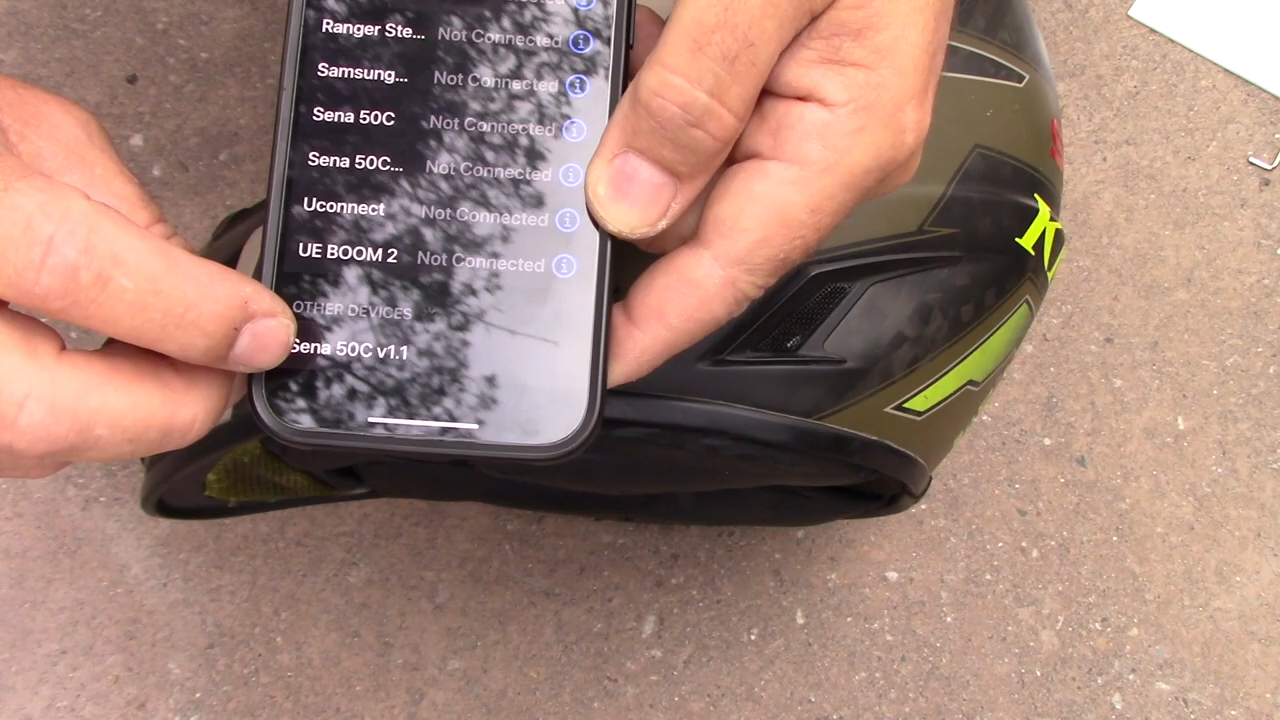 Ranger Ste... Not Connected
Samsung... Not Connected
Sena 50C Not Connected
Sena 50C... Not Connected
Uconnect Not Connected
UE BOOM 2 Not Connected
OTHER DEVICES
Sena 50C v1.1
K